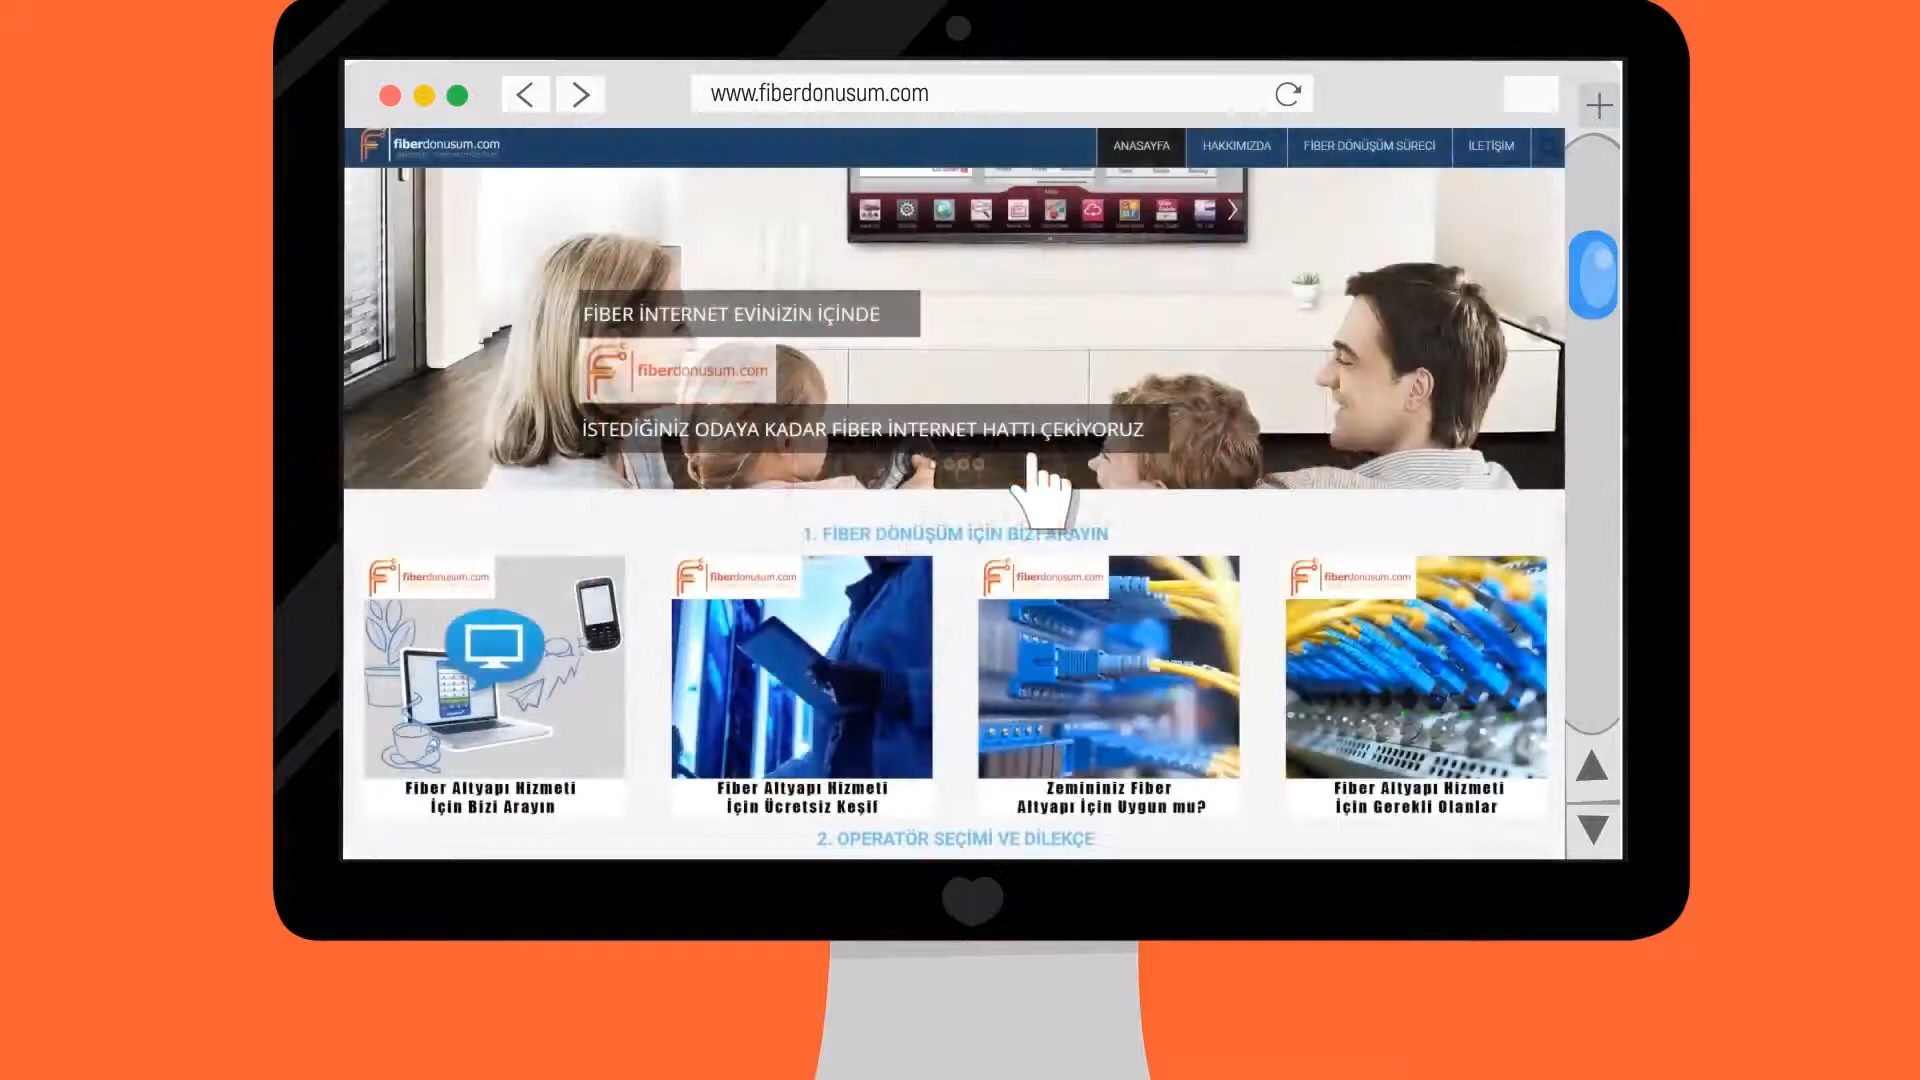 www.fiberdonusum.com
fiberdonusum.com
ANASAYFA
HAKKIMIZDA
FİBER DÖNÜŞÜM SÜRECİ
İLETİŞİM
FİBER İNTERNET EVİNİZİN İÇİNDE
fiberdonusum.com
İSTEDİĞİNİZ ODAYA KADAR FİBER İNTERNET HATTI ÇEKİYORUZ
1. FİBER DÖNÜŞÜM İÇİN BİZİ ARAYIN
fiberdonusum.com
fiberdonusum.com
fiberdonusum.com
fiberdonusum.com
Fiber Altyapı Hizmeti
İçin Bizi Arayın
Fiber Altyapı Hizmeti
İçin Ücretsiz Keşif
Zemininiz Fiber
Altyapı İçin Uygun mu?
Fiber Altyapı Hizmeti
İçin Gerekli Olanlar
2. OPERATÖR SEÇİMİ VE DİLEKÇE